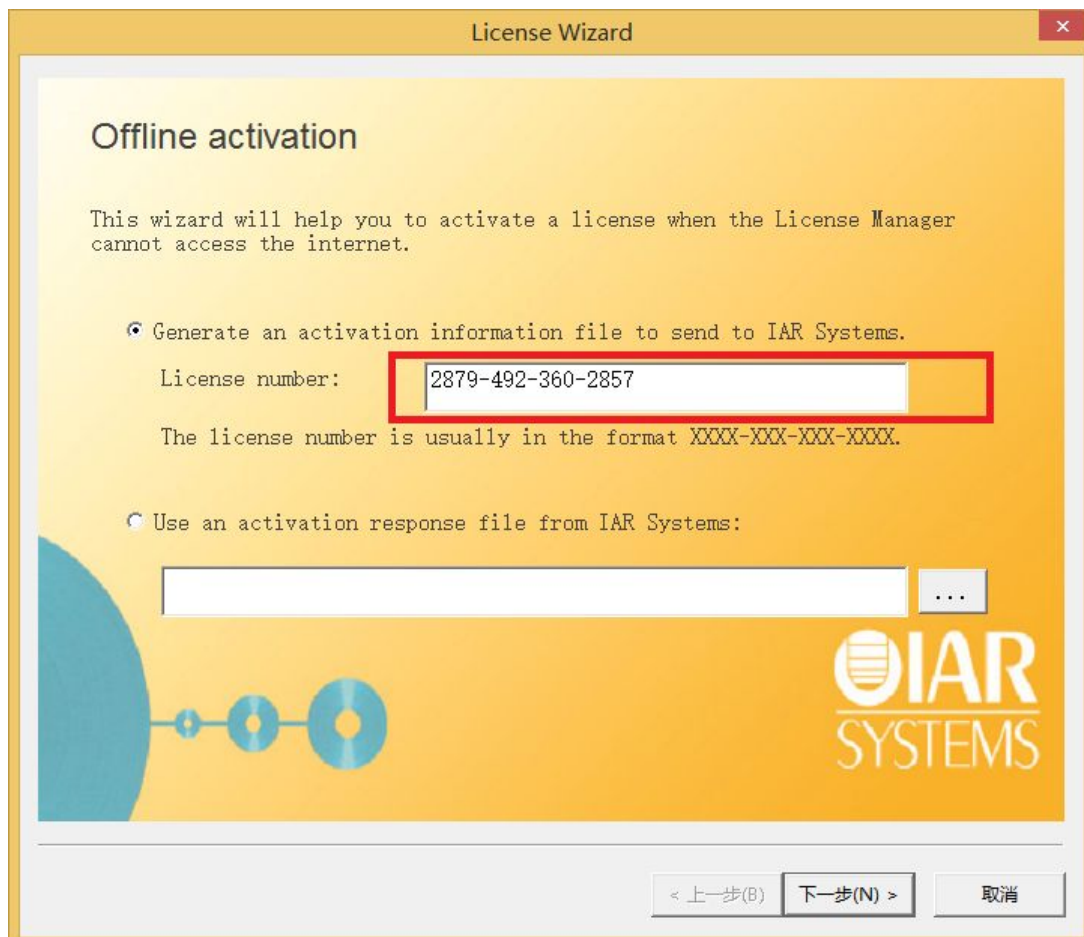 License Wizard
Offline activation
This wizard will help you to activate a license when the License Manager
cannot access the internet.
Generate an activation information file to send to IAR Systems.
License number:
2879-492-360-2857
The license number is usually in the format XXXX-XXX-XXX-XXXX.
Use an activation response file from IAR Systems:
...
IAR
SYSTEMS
< 上一步(B)
下一步(N) >
取消